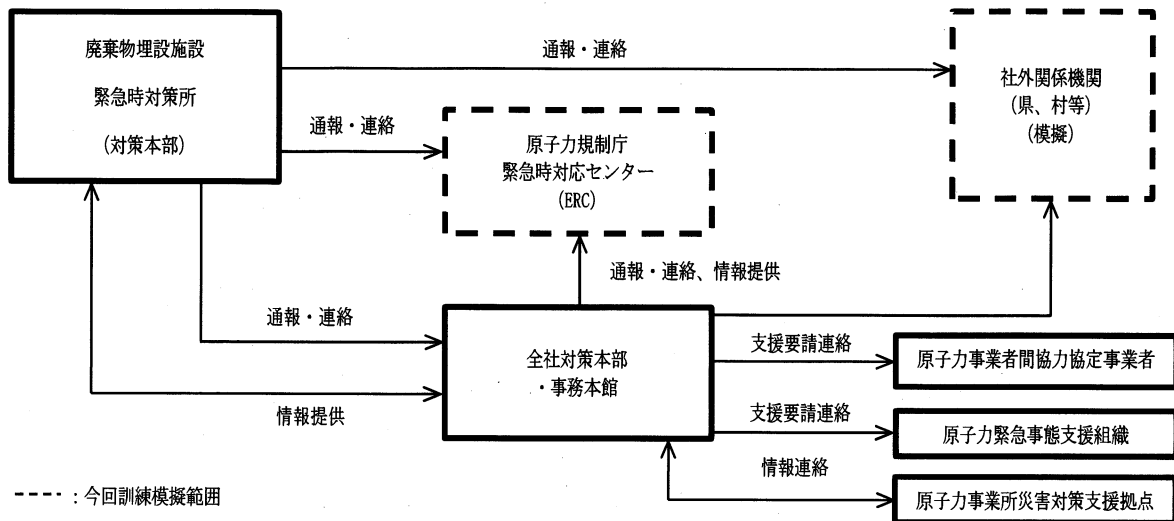 廃棄物埋設施設
緊急時対策所
(対策本部)
通報・連絡
社外関係機関
(県、村等)
(模擬)
通報・連絡
原子力規制庁
緊急時対応センター
(ERC)
通報・連絡、情報提供
通報・連絡
全社対策本部
・事務本館
情報提供
支援要請連絡
原子力事業者間協力協定事業者
支援要請連絡
原子力緊急事態支援組織
情報連絡
原子力事業所災害対策支援拠点
:今回訓練模擬範囲